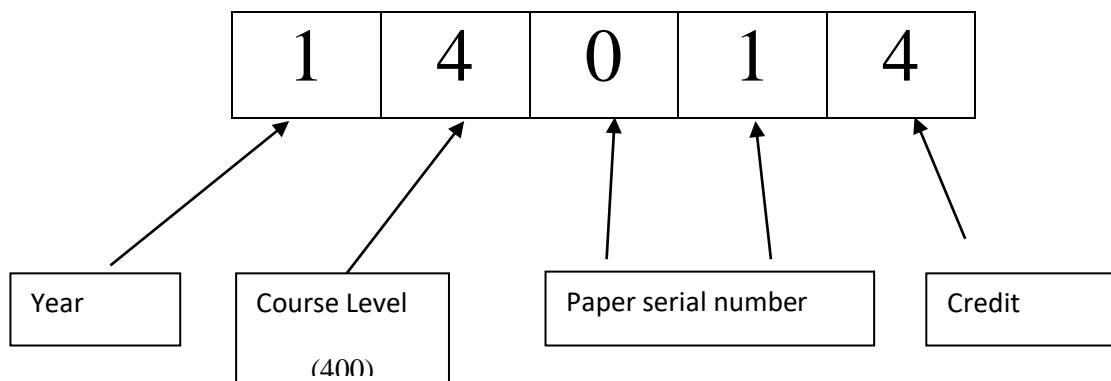 1 4 0 1 4
Year
Course Level
(400)
Paper serial number
Credit